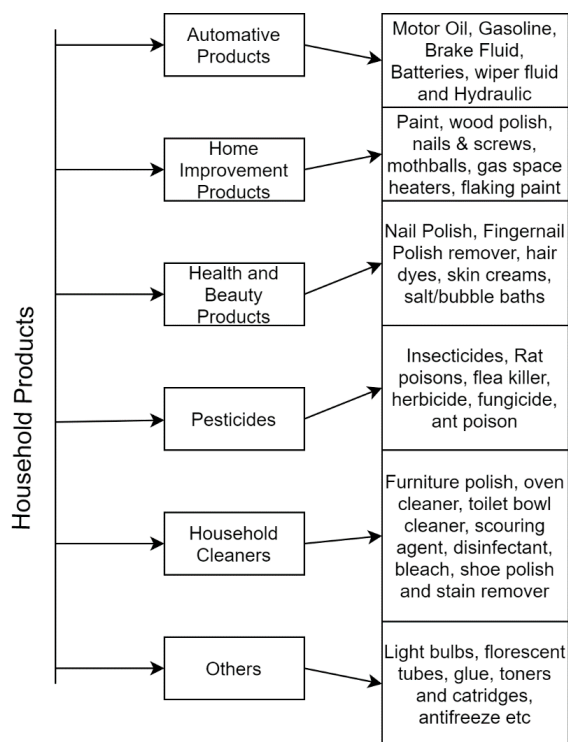 Household Products
Automative
Products
Motor Oil, Gasoline,
Brake Fluid,
Batteries, wiper fluid
and Hydraulic
Home
Improvement
Products
Paint, wood polish,
nails & screws,
mothballs, gas space
heaters, flaking paint
Health and
Beauty
Products
Nail Polish, Fingernail
Polish remover, hair
dyes, skin creams,
salt/bubble baths
Pesticides
Insecticides, Rat
poisons, flea killer,
herbicide, fungicide,
ant poison
Household
Cleaners
Furniture polish, oven
cleaner, toilet bowl
cleaner, scouring
agent, disinfectant,
bleach, shoe polish
and stain remover
Others
Light bulbs, florescent
tubes, glue, toners
and catridges,
antifreeze etc